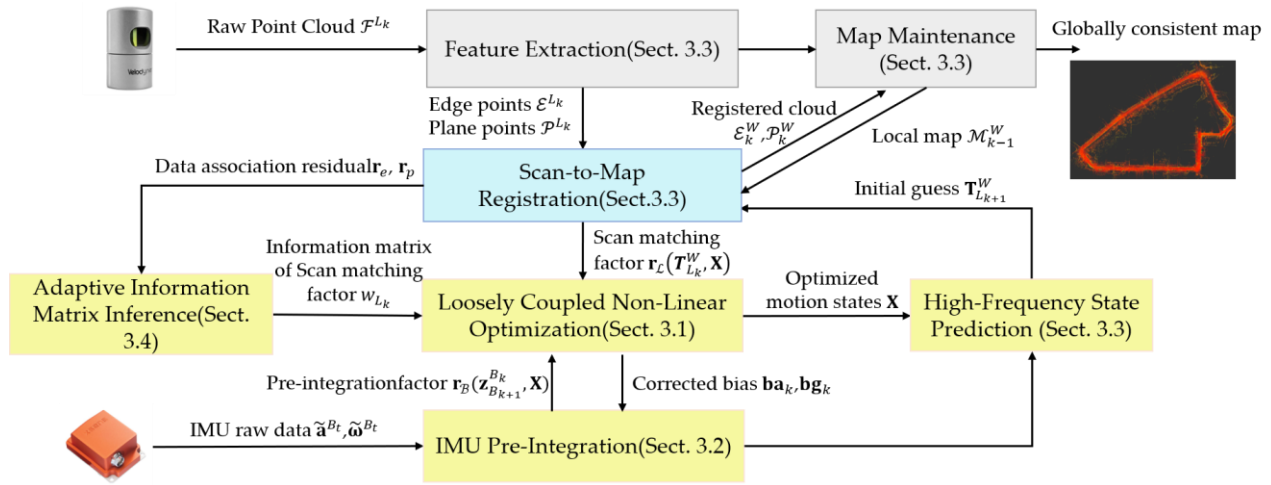 Raw Point Cloud ℱ^{L_k}
Velodyne
Feature Extraction(Sect. 3.3)
Map Maintenance
(Sect. 3.3)
Globally consistent map
Edge points ℰ^{L_k}
Plane points 𝒫^{L_k}
Registered cloud
ℰ_k^W,𝒫_k^W
Local map ℳ_{k−1}^W
Data association residual𝐫_e, 𝐫_p
Scan-to-Map
Registration(Sect.3.3)
Initial guess 𝐓_{L_{k+1}}^W
Information matrix
of Scan matching
factor w_{L_k}
Scan matching
factor 𝐫_ℒ(𝑻_{L_k}^W, 𝐗)
Adaptive Information
Matrix Inference(Sect.
3.4)
Loosely Coupled Non-Linear
Optimization(Sect. 3.1)
Optimized
motion states 𝐗
High-Frequency State
Prediction (Sect. 3.3)
Pre-integrationfactor 𝐫_ℬ(𝐳_{B_{k+1}}^{B_k}, 𝐗)
Corrected bias 𝐛𝐚_k,𝐛𝐠_k
IMU raw data 𝐚̃^{B_t},𝛚̃^{B_t}
IMU Pre-Integration(Sect. 3.2)